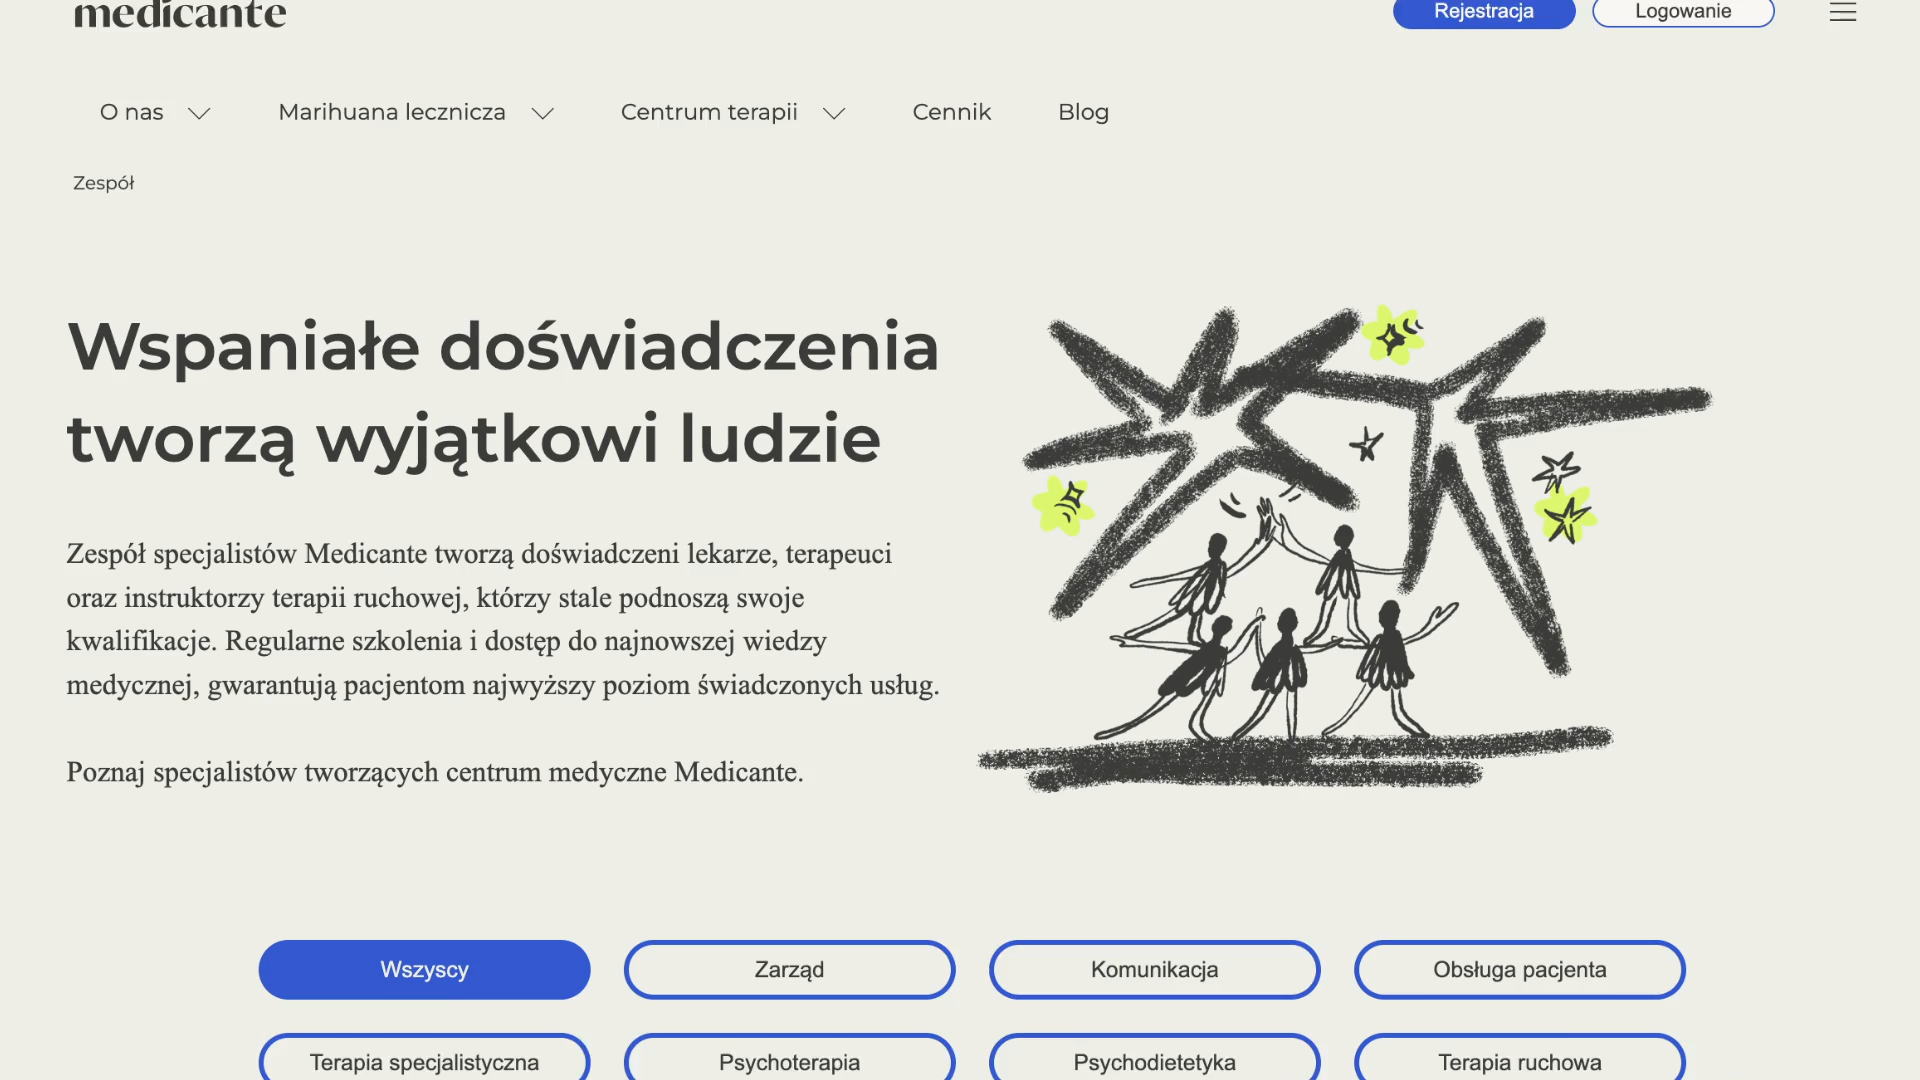 medicante
Rejestracja
Logowanie
O nas
Marihuana lecznicza
Centrum terapii
Cennik
Blog
Zespół
Wspaniałe doświadczenia
tworzą wyjątkowi ludzie
Zespół specjalistów Medicante tworzą doświadczeni lekarze, terapeuci
oraz instruktorzy terapii ruchowej, którzy stale podnoszą swoje
kwalifikacje. Regularne szkolenia i dostęp do najnowszej wiedzy
medycznej, gwarantują pacjentom najwyższy poziom świadczonych usług.
Poznaj specjalistów tworzących centrum medyczne Medicante.
Wszyscy
Zarząd
Komunikacja
Obsługa pacjenta
Terapia specjalistyczna
Psychoterapia
Psychodietetyka
Terapia ruchowa